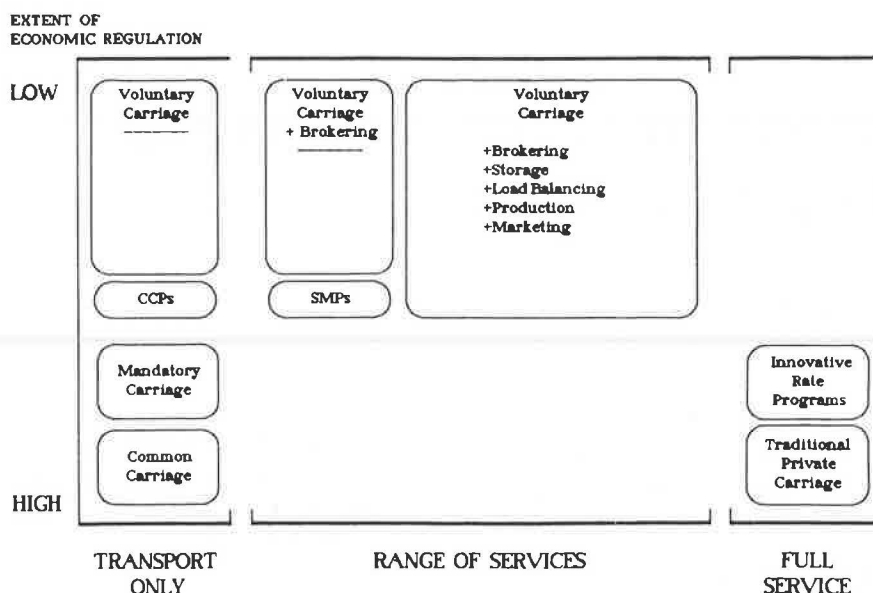 EXTENT OF
ECONOMIC REGULATION
LOW
Voluntary
Carriage
Voluntary
Carriage
+ Brokering
Voluntary
Carriage
+Brokering
+Storage
+Load Balancing
+Production
+Marketing
CCPs
SMPs
Mandatory
Carriage
Innovative
Rate
Programs
Common
Carriage
Traditional
Private
Carriage
HIGH
TRANSPORT
ONLY
RANGE OF SERVICES
FULL
SERVICE